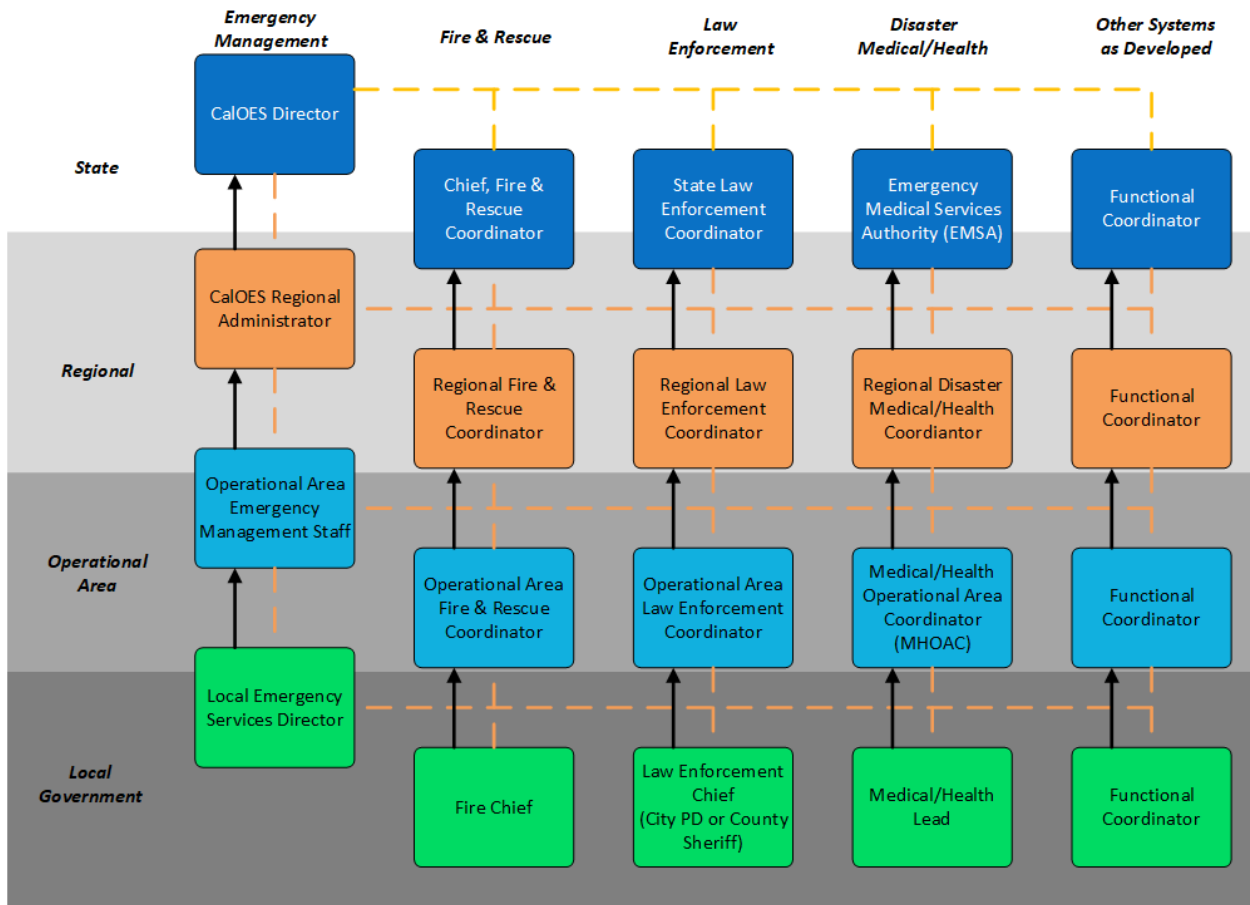 Emergency
Management
Fire & Rescue
Law
Enforcement
Disaster
Medical/Health
Other Systems
as Developed
State
CalOES Director
Chief, Fire &
Rescue
Coordinator
State Law
Enforcement
Coordinator
Emergency
Medical Services
Authority (EMSA)
Functional
Coordinator
Regional
CalOES Regional
Administrator
Regional Fire &
Rescue
Coordinator
Regional Law
Enforcement
Coordinator
Regional Disaster
Medical/Health
Coordiantor
Functional
Coordinator
Operational
Area
Operational Area
Emergency
Management Staff
Operational Area
Fire & Rescue
Coordinator
Operational Area
Law Enforcement
Coordinator
Medical/Health
Operational Area
Coordinator
(MHOAC)
Functional
Coordinator
Local
Government
Local Emergency
Services Director
Fire Chief
Law Enforcement
Chief
(City PD or County
Sheriff)
Medical/Health
Lead
Functional
Coordinator